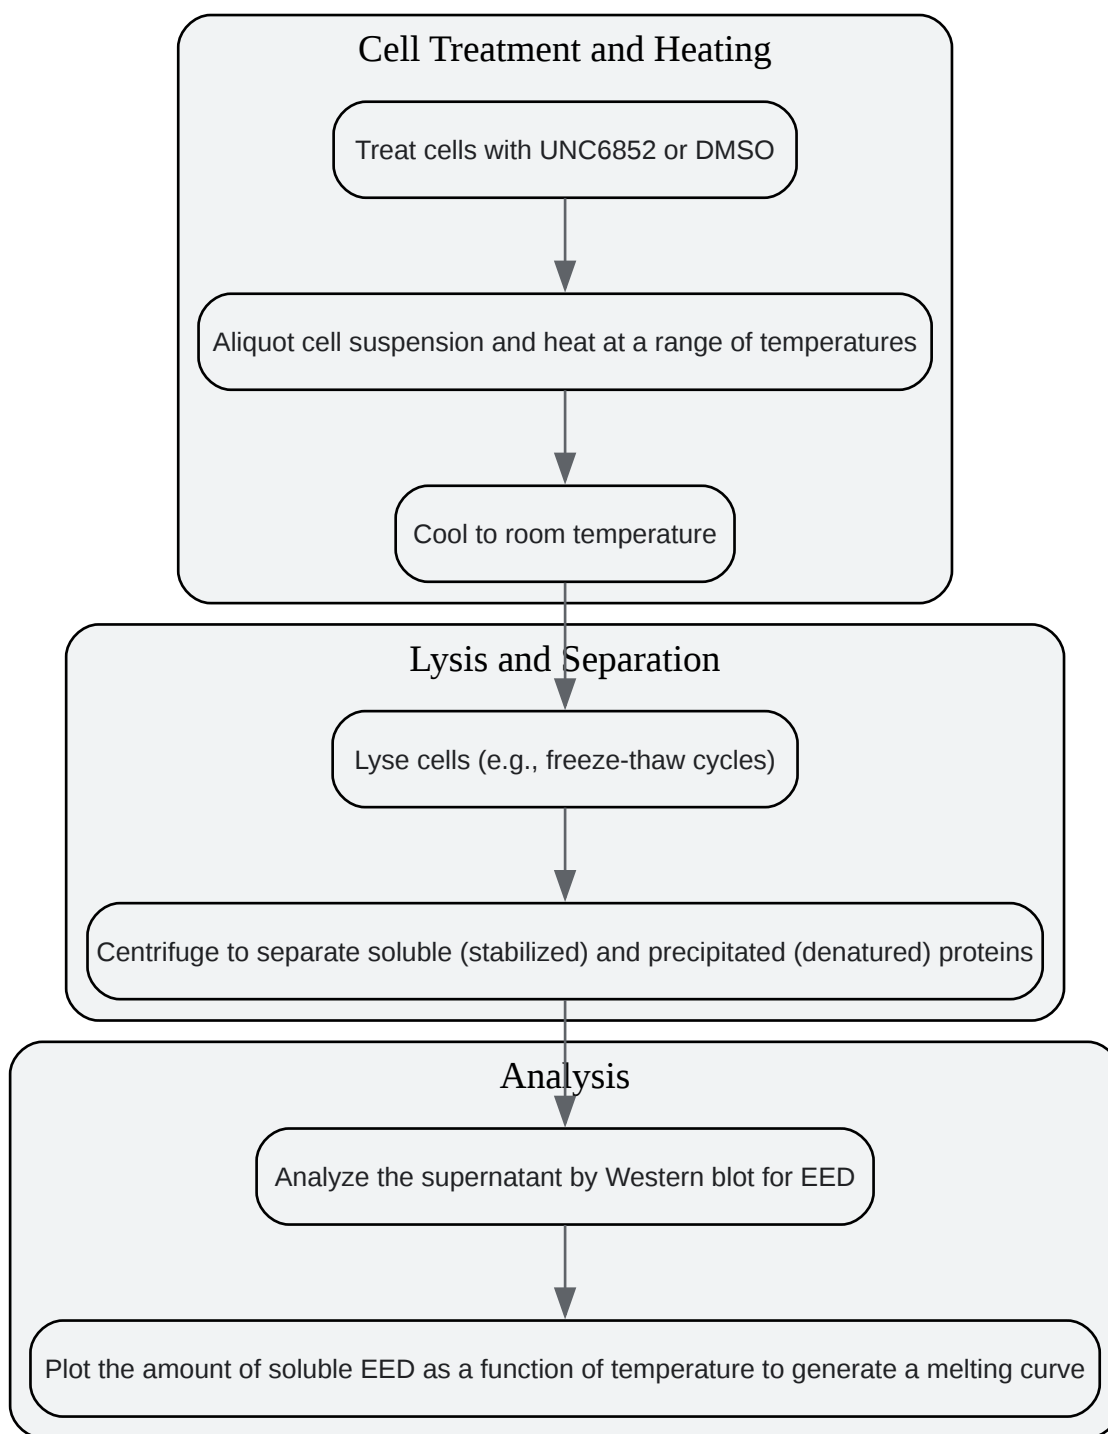 Cell Treatment and Heating
Treat cells with UNC6852 or DMSO
Aliquot cell suspension and heat at a range of temperatures
Cool to room temperature
Lysis and Separation
Lyse cells (e.g., freeze-thaw cycles)
Centrifuge to separate soluble (stabilized) and precipitated (denatured) proteins
Analysis
Analyze the supernatant by Western blot for EED
Plot the amount of soluble EED as a function of temperature to generate a melting curve